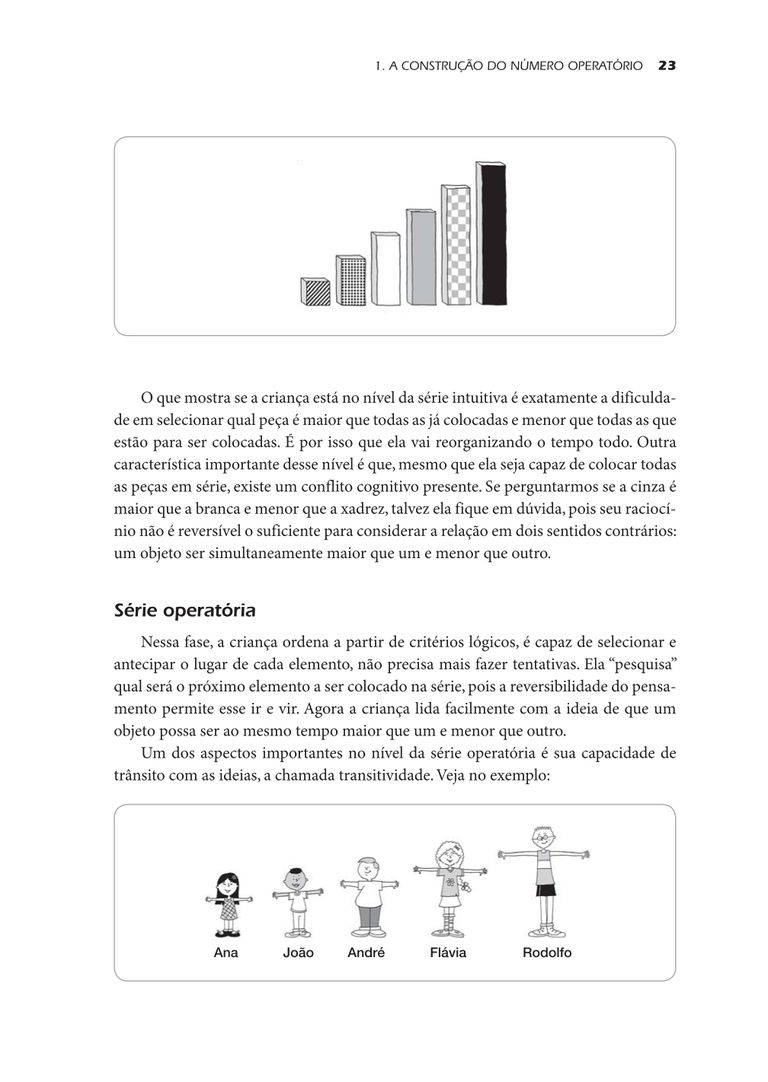 1. A CONSTRUÇÃO DO NÚMERO OPERATÓRIO 23
O que mostra se a criança está no nível da série intuitiva é exatamente a dificulda-
de em selecionar qual peça é maior que todas as já colocadas e menor que todas as que
estão para ser colocadas. É por isso que ela vai reorganizando o tempo todo. Outra
característica importante desse nível é que, mesmo que ela seja capaz de colocar todas
as peças em série, existe um conflito cognitivo presente. Se perguntarmos se a cinza é
maior que a branca e menor que a xadrez, talvez ela fique em dúvida, pois seu raciocí-
nio não é reversível o suficiente para considerar a relação em dois sentidos contrários:
um objeto ser simultaneamente maior que um e menor que outro.
Série operatória
Nessa fase, a criança ordena a partir de critérios lógicos, é capaz de selecionar e
antecipar o lugar de cada elemento, não precisa mais fazer tentativas. Ela “pesquisa”
qual será o próximo elemento a ser colocado na série, pois a reversibilidade do pensa-
mento permite esse ir e vir. Agora a criança lida facilmente com a ideia de que um
objeto possa ser ao mesmo tempo maior que um e menor que outro.
Um dos aspectos importantes no nível da série operatória é sua capacidade de
trânsito com as ideias, a chamada transitividade. Veja no exemplo:
Ana João André Flávia Rodolfo